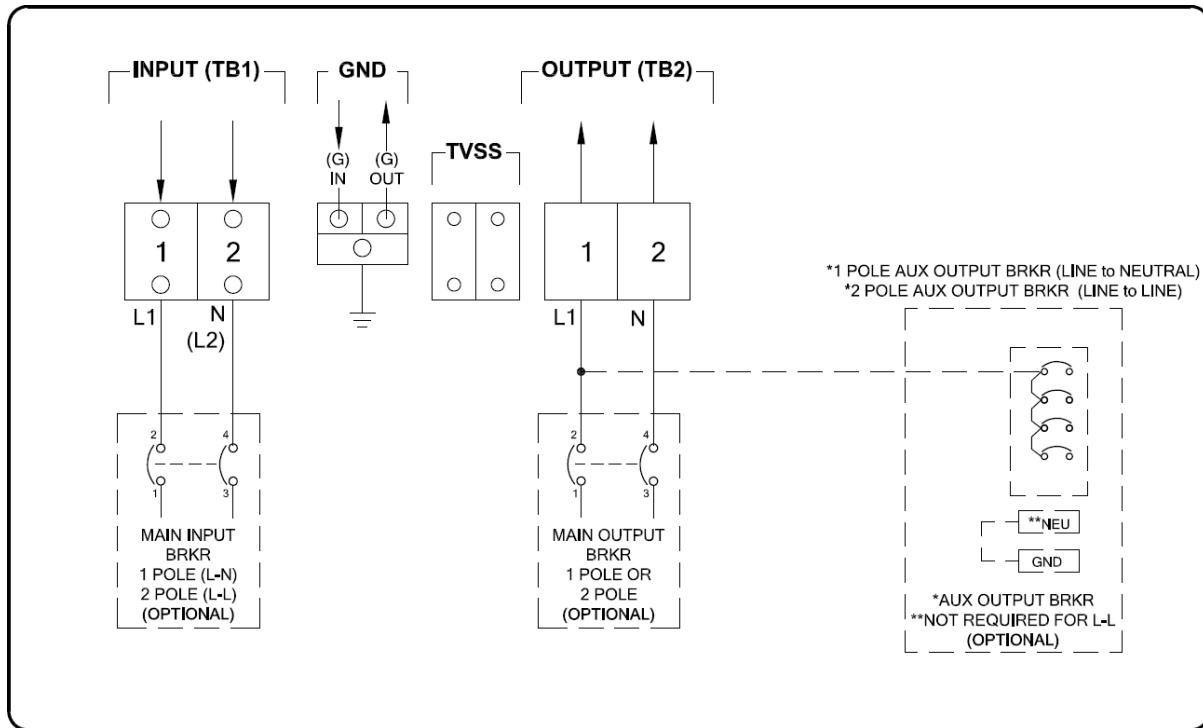 INPUT (TB1)
GND
OUTPUT (TB2)
(G)
IN
(G)
OUT
TVSS
1
2
1
2
L1
N
(L2)
L1
N
*1 POLE AUX OUTPUT BRKR (LINE to NEUTRAL)
*2 POLE AUX OUTPUT BRKR (LINE to LINE)
2
4
1
3
MAIN INPUT
BRKR
1 POLE (L-N)
2 POLE (L-L)
(OPTIONAL)
2
4
1
3
MAIN OUTPUT
BRKR
1 POLE OR
2 POLE
(OPTIONAL)
**NEU
GND
*AUX OUTPUT BRKR
**NOT REQUIRED FOR L-L
(OPTIONAL)